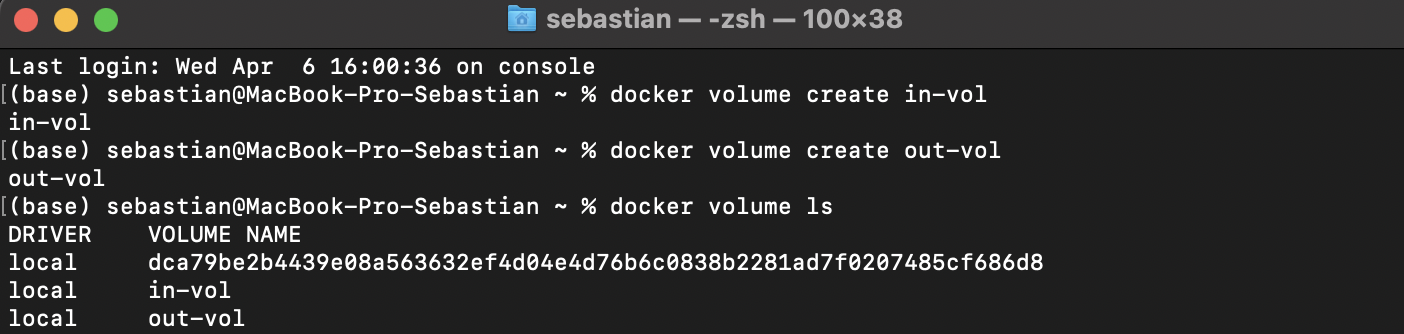 sebastian — -zsh — 100×38
Last login: Wed Apr  6 16:00:36 on console
[(base) sebastian@MacBook-Pro-Sebastian ~ % docker volume create in-vol
in-vol
[(base) sebastian@MacBook-Pro-Sebastian ~ % docker volume create out-vol
out-vol
[(base) sebastian@MacBook-Pro-Sebastian ~ % docker volume ls
DRIVER    VOLUME NAME
local     dca79be2b4439e08a563632ef4d04e4d76b6c0838b2281ad7f0207485cf686d8
local     in-vol
local     out-vol